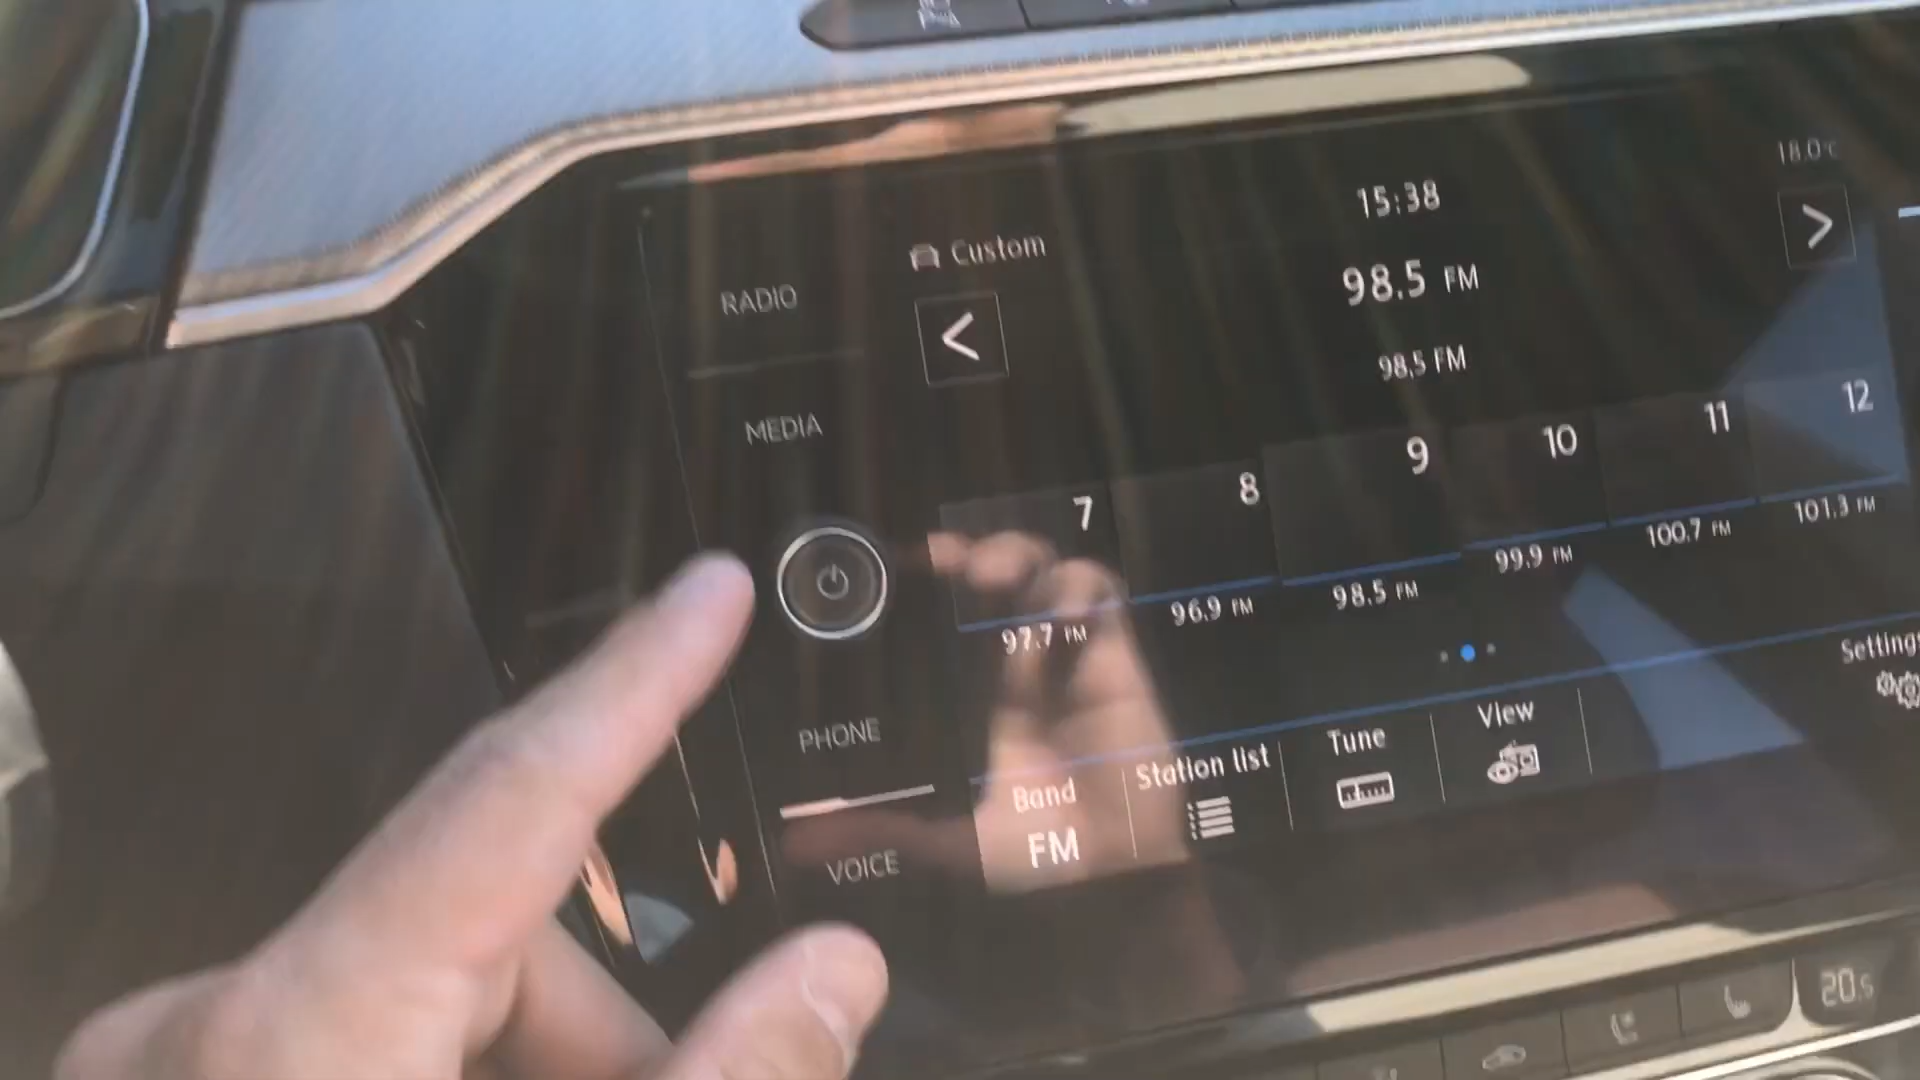 18.0°C
15:38
Custom
98.5 FM
RADIO
98,5 FM
MEDIA
7 8 9 10 11 12
97.7 FM 96.9 FM 98.5 FM 99.9 FM 100.7 FM 101.3 FM
Settings
PHONE
Band Station list Tune View
FM
VOICE
20.5